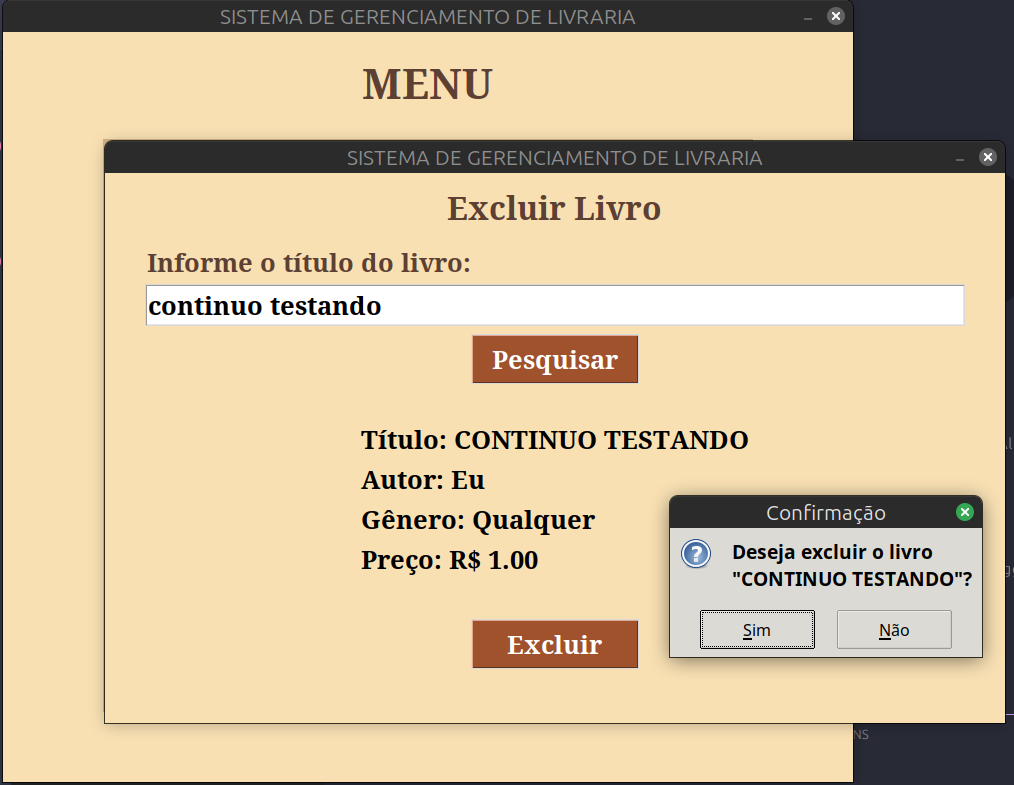 SISTEMA DE GERENCIAMENTO DE LIVRARIA
MENU
SISTEMA DE GERENCIAMENTO DE LIVRARIA
Excluir Livro
Informe o título do livro:
continuo testando
Pesquisar
Título: CONTINUO TESTANDO
Autor: Eu
Gênero: Qualquer
Preço: R$ 1.00
Excluir
Confirmação
Deseja excluir o livro
"CONTINUO TESTANDO"?
Sim
Não
NS